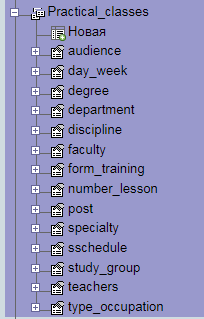 Practical_classes
Новая
audience
day_week
degree
department
discipline
faculty
form_training
number_lesson
post
specialty
sschedule
study_group
teachers
type_occupation